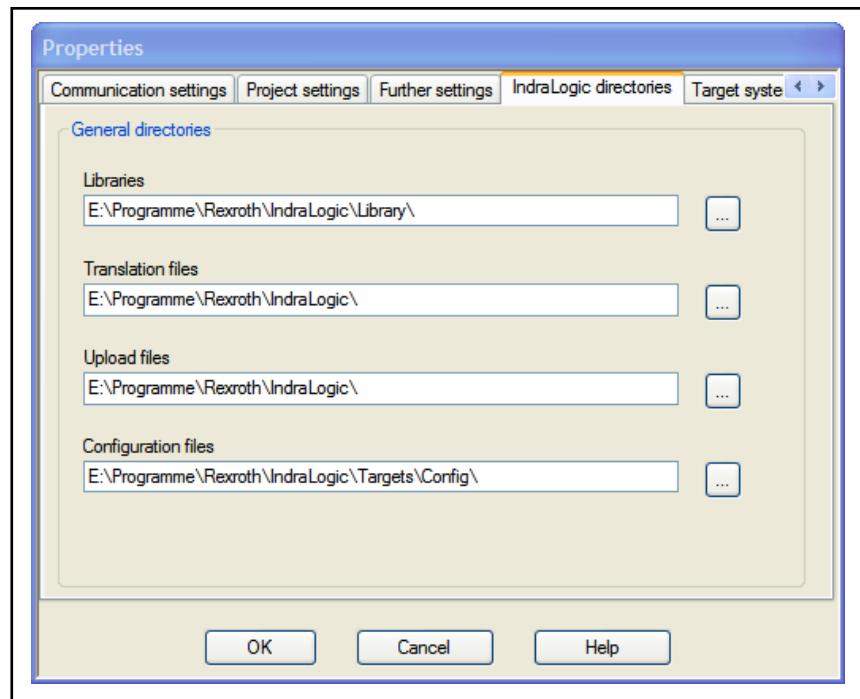 Properties
Communication settings Project settings Further settings IndraLogic directories Target syste
General directories
Libraries
E:\Programme\Rexroth\IndraLogic\Library\
...
Translation files
E:\Programme\Rexroth\IndraLogic\
...
Upload files
E:\Programme\Rexroth\IndraLogic\
...
Configuration files
E:\Programme\Rexroth\IndraLogic\Targets\Config\
...
OK Cancel Help